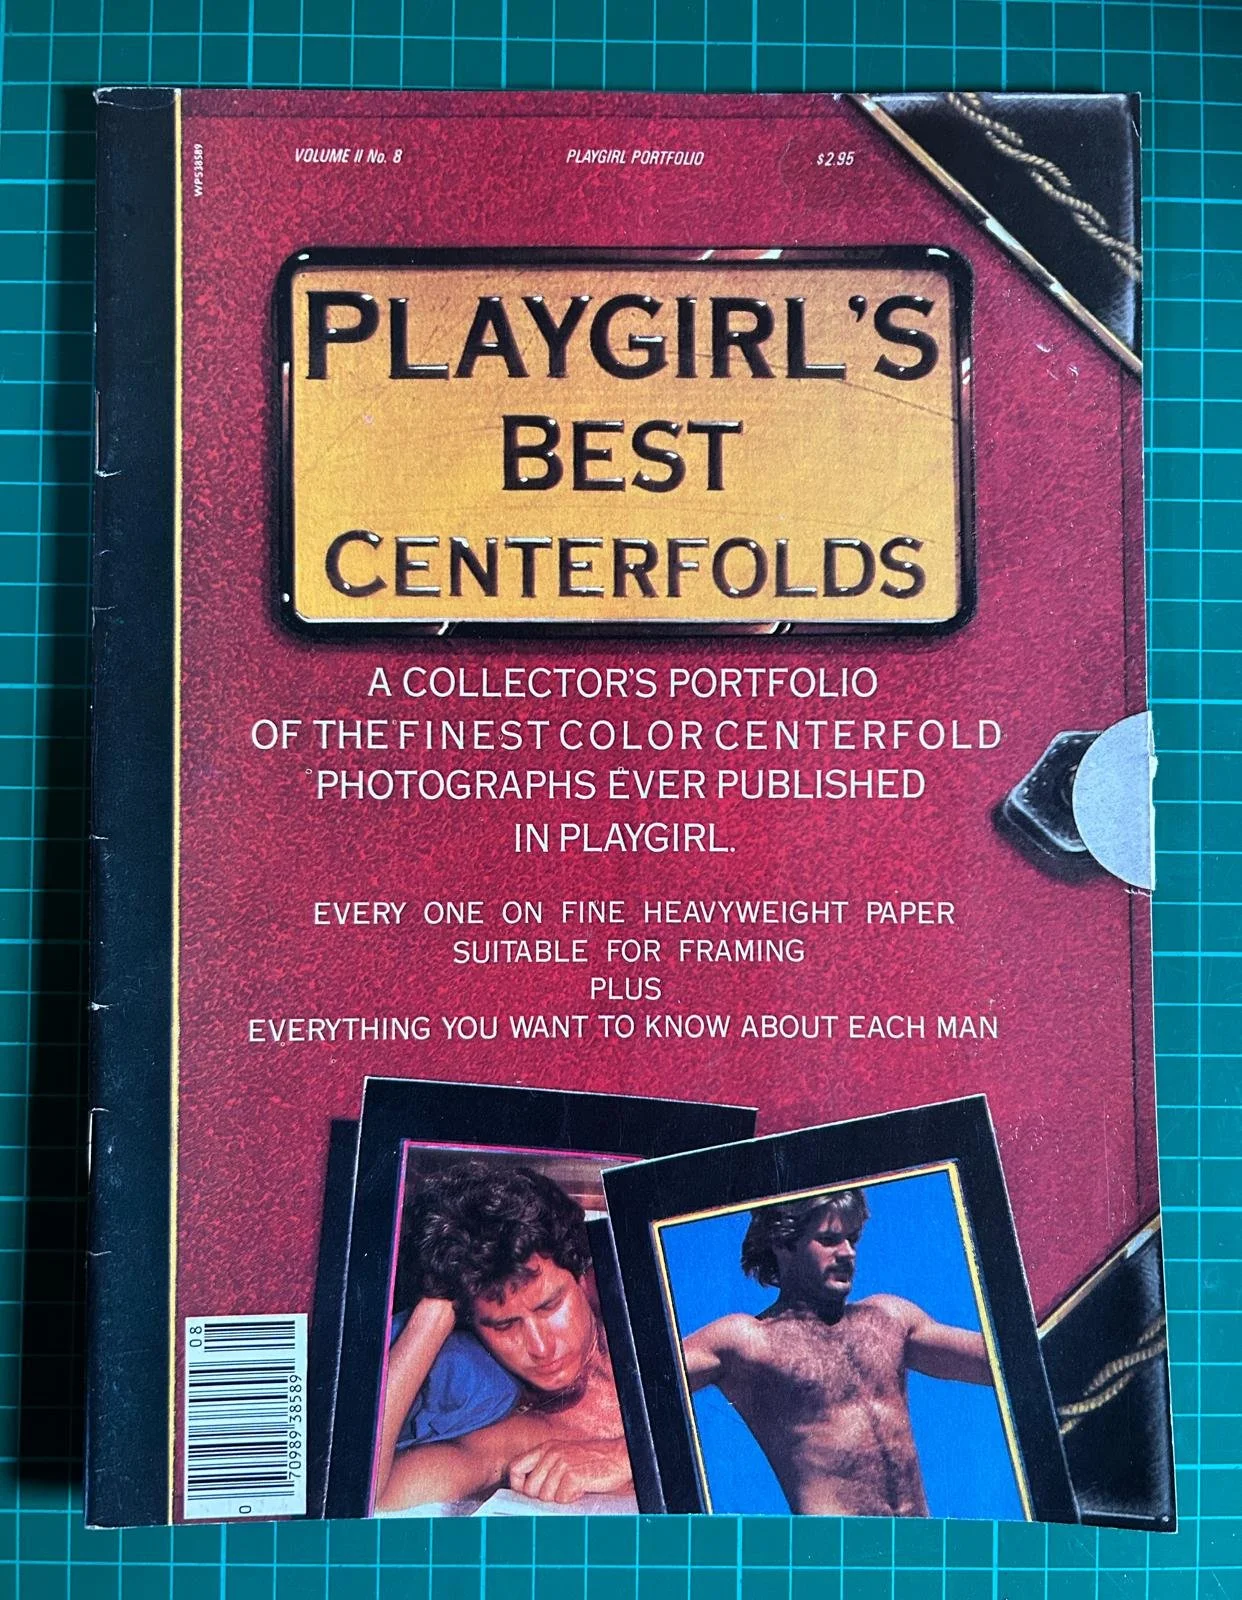 VOLUME II No. 8 PLAYGIRL PORTFOLIO $2.95
WPS38589
PLAYGIRL'S
BEST
CENTERFOLDS
A COLLECTOR'S PORTFOLIO
OF THE FINEST COLOR CENTERFOLD
PHOTOGRAPHS EVER PUBLISHED
IN PLAYGIRL.
EVERY ONE ON FINE HEAVYWEIGHT PAPER
SUITABLE FOR FRAMING
PLUS
EVERYTHING YOU WANT TO KNOW ABOUT EACH MAN
08
0 70989 38589